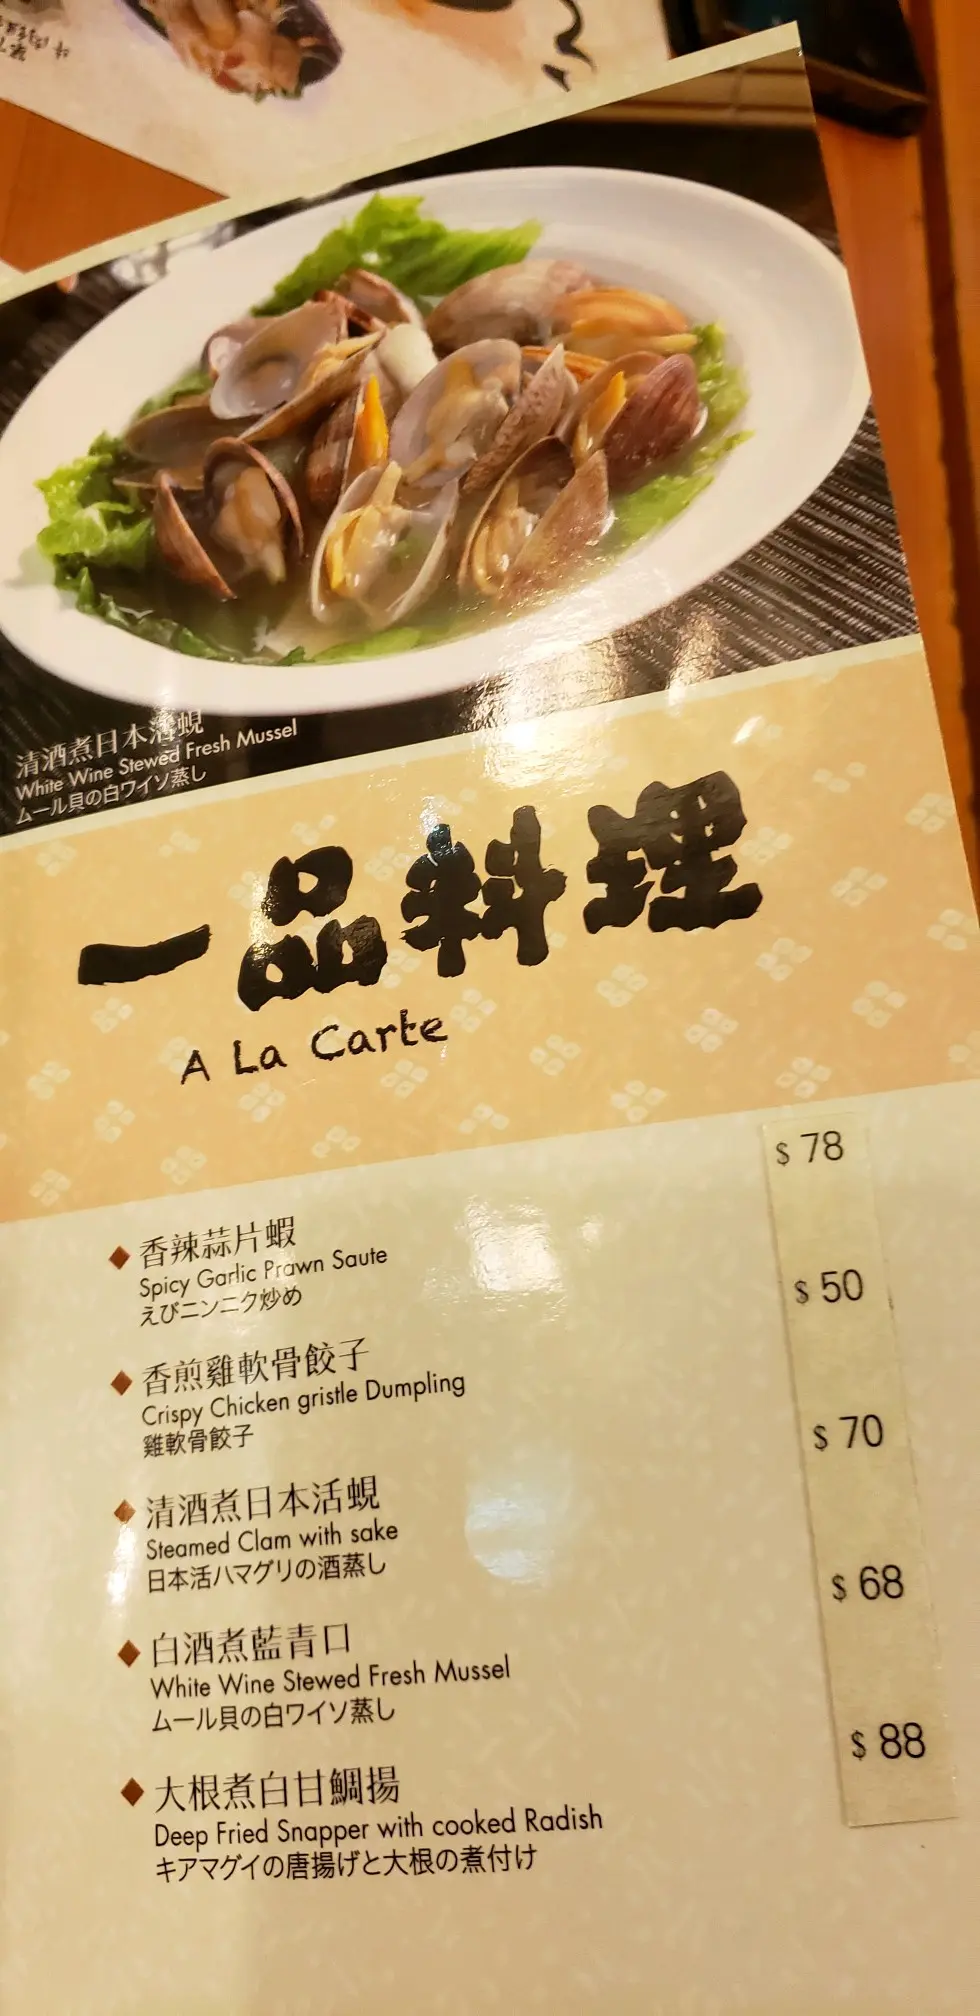 清酒煮日本活蜆
White Wine Stewed Fresh Mussel
ムール貝の白ワイソ蒸し
一品料理
A La Carte
香辣蒜片蝦 $ 78
Spicy Garlic Prawn Saute
えびニンニク炒め
香煎雞軟骨餃子 $ 50
Crispy Chicken gristle Dumpling
雞軟骨餃子
清酒煮日本活蜆 $ 70
Steamed Clam with sake
日本活ハマグリの酒蒸し
白酒煮藍青口 $ 68
White Wine Stewed Fresh Mussel
ムール貝の白ワイソ蒸し
大根煮白甘鯛揚 $ 88
Deep Fried Snapper with cooked Radish
キアマグイの唐揚げと大根の煮付け